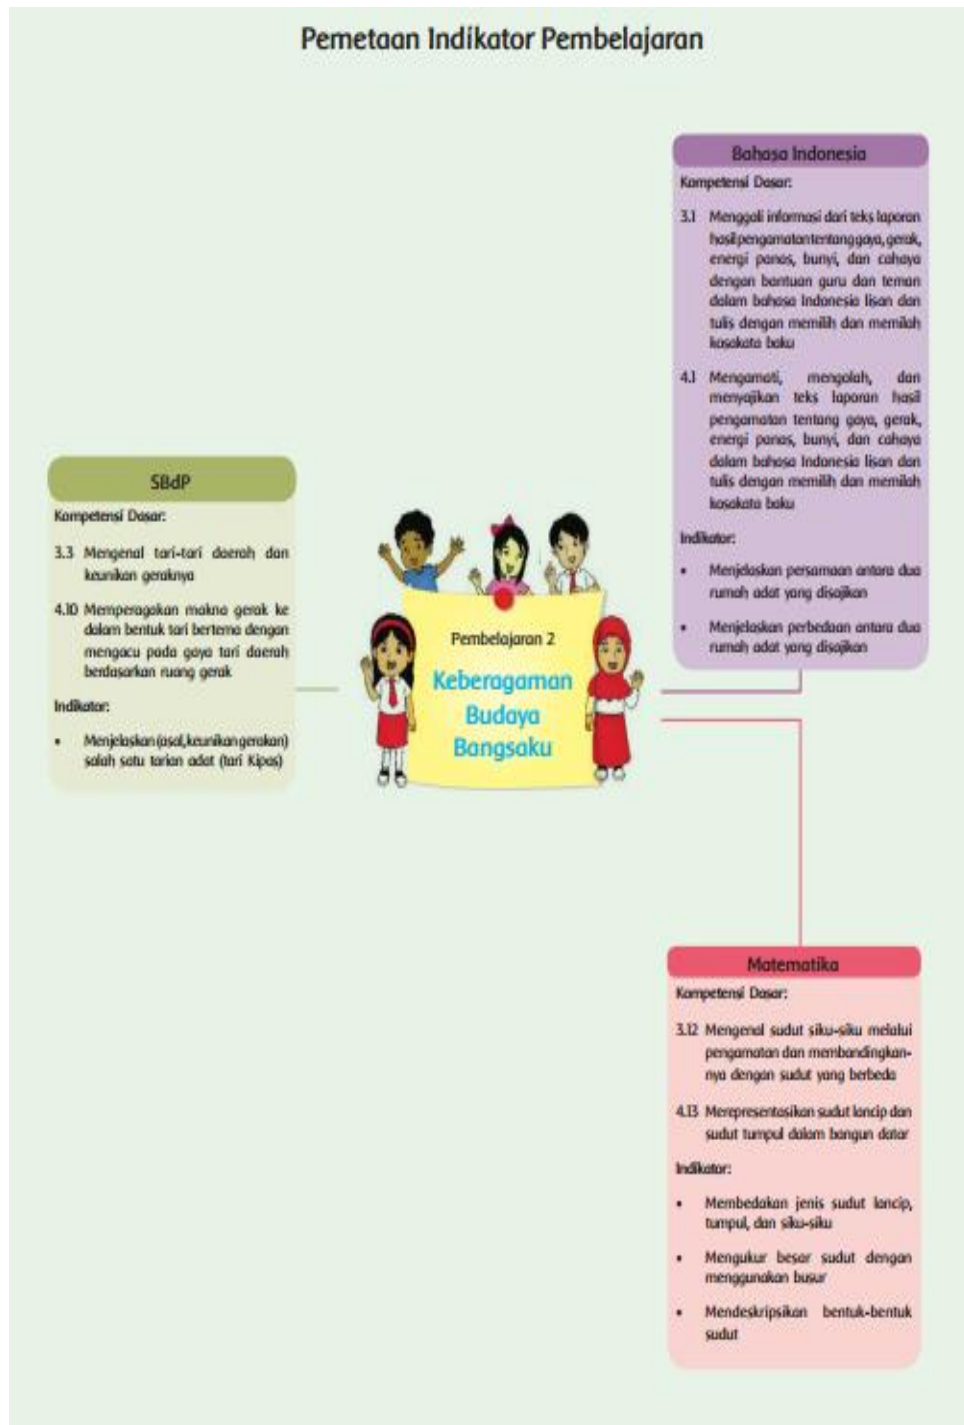 Pemetaan Indikator Pembelajaran
Bahasa Indonesia
Kompetensi Dasar:
3.1 Menggali informasi dari teks laporan
hasil pengamatan tentang gaya, gerak,
energi panas, bunyi, dan cahaya
dengan bantuan guru dan teman
dalam bahasa Indonesia lisan dan
tulis dengan memilih dan memilah
kosakata baku
4.1 Mengamati, mengolah, dan
menyajikan teks laporan hasil
pengamatan tentang gaya, gerak,
energi panas, bunyi, dan cahaya
dalam bahasa Indonesia lisan dan
tulis dengan memilih dan memilah
kosakata baku
Indikator:
• Menjelaskan persamaan antara dua
rumah adat yang disajikan
• Menjelaskan perbedaan antara dua
rumah adat yang disajikan
SBdP
Kompetensi Dasar:
3.3 Mengenal tari-tari daerah dan
keunikan geraknya
4.10 Memperagakan makna gerak ke
dalam bentuk tari bertema dengan
mengacu pada gaya tari daerah
berdasarkan ruang gerak
Indikator:
• Menjelaskan (asal, keunikan gerakan)
salah satu tarian adat (tari Kipas)
Pembelajaran 2
Keberagaman
Budaya
Bangsaku
Matematika
Kompetensi Dasar:
3.12 Mengenal sudut siku-siku melalui
pengamatan dan membandingkan-
nya dengan sudut yang berbeda
4.13 Merepresentasikan sudut lancip dan
sudut tumpul dalam bangun datar
Indikator:
• Membedakan jenis sudut lancip,
tumpul, dan siku-siku
• Mengukur besar sudut dengan
menggunakan busur
• Mendeskripsikan bentuk-bentuk
sudut